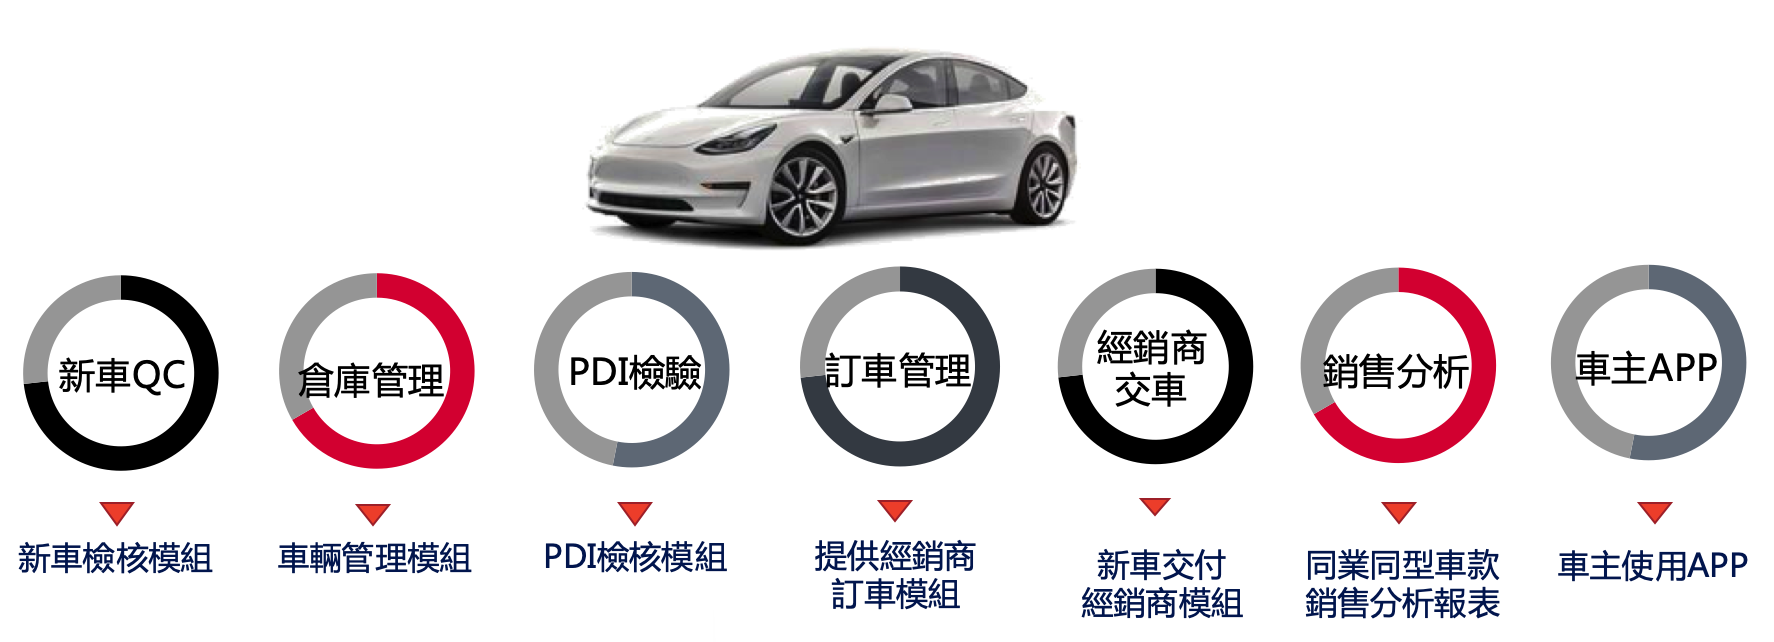 新車QC
倉庫管理
PDI檢驗
訂車管理
經銷商
交車
銷售分析
車主APP
新車檢核模組
車輛管理模組
PDI檢核模組
提供經銷商
訂車模組
新車交付
經銷商模組
同業同型車款
銷售分析報表
車主使用APP